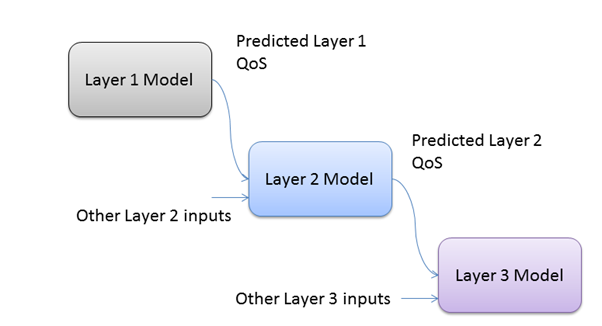 Predicted Layer 1
QoS
Layer 1 Model
Predicted Layer 2
QoS
Layer 2 Model
Other Layer 2 inputs
Layer 3 Model
Other Layer 3 inputs